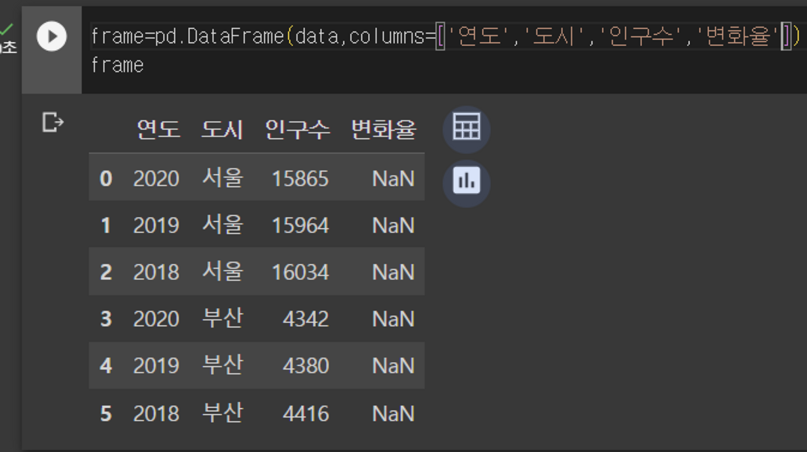 frame=pd.DataFrame(data,columns=['연도','도시','인구수','변화율'])
frame
초
연도 도시 인구수 변화율
0 2020 서울 15865 NaN
1 2019 서울 15964 NaN
2 2018 서울 16034 NaN
3 2020 부산 4342 NaN
4 2019 부산 4380 NaN
5 2018 부산 4416 NaN